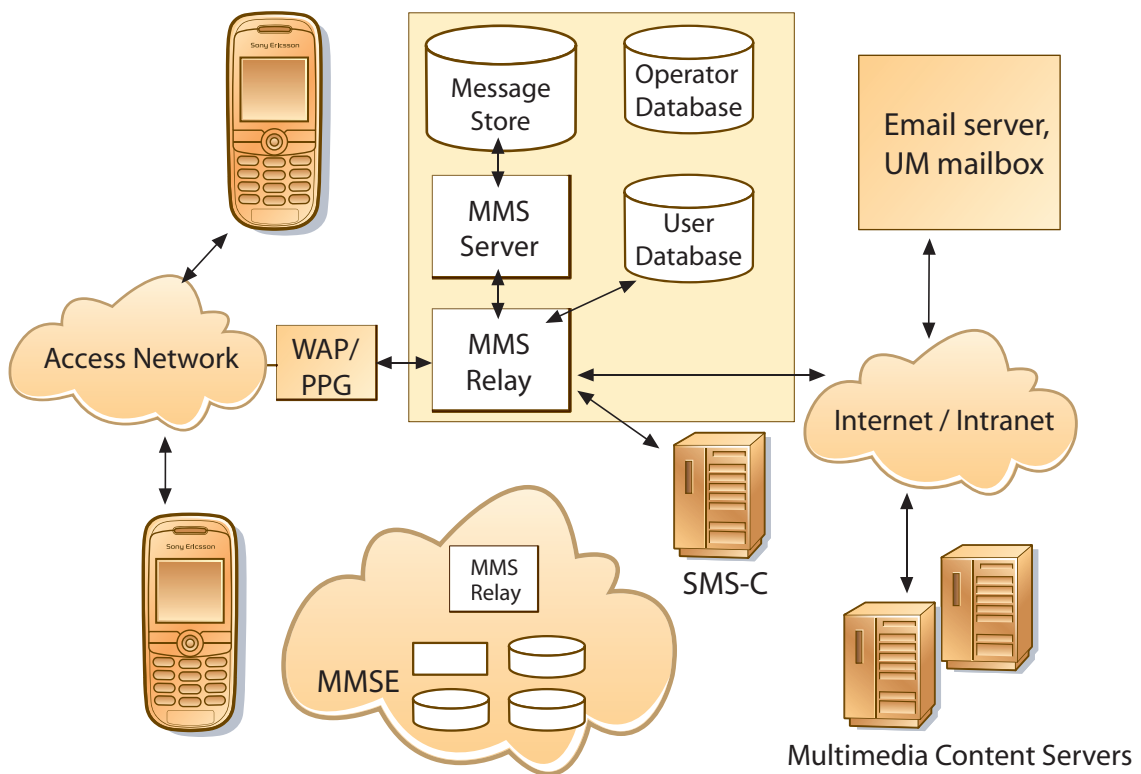 Sony Ericsson
Message
Store
Operator
Database
Email server,
UM mailbox
MMS
Server
User
Database
Access Network
WAP/
PPG
MMS
Relay
Internet / Intranet
Sony Ericsson
MMS
Relay
SMS-C
MMSE
Multimedia Content Servers